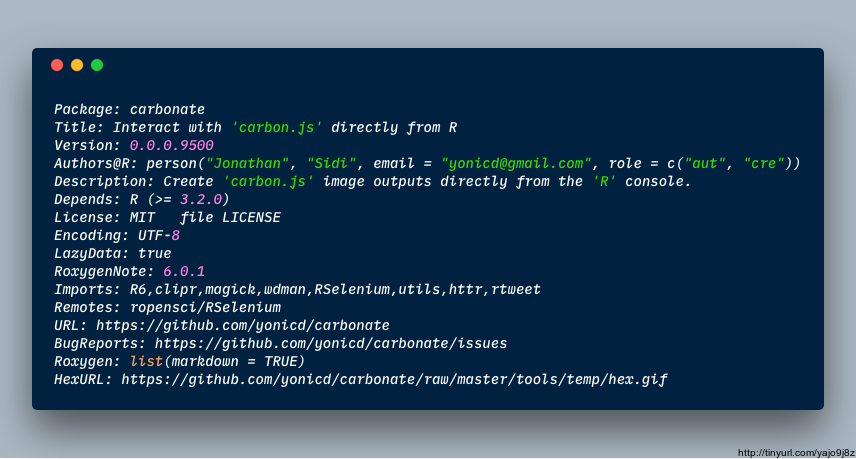 Package: carbonate
Title: Interact with 'carbon.js' directly from R
Version: 0.0.0.9500
Authors@R: person("Jonathan", "Sidi", email = "yonicd@gmail.com", role = c("aut", "cre"))
Description: Create 'carbon.js' image outputs directly from the 'R' console.
Depends: R (>= 3.2.0)
License: MIT   file LICENSE
Encoding: UTF-8
LazyData: true
RoxygenNote: 6.0.1
Imports: R6,clipr,magick,wdman,RSelenium,utils,httr,rtweet
Remotes: ropensci/RSelenium
URL: https://github.com/yonicd/carbonate
BugReports: https://github.com/yonicd/carbonate/issues
Roxygen: list(markdown = TRUE)
HexURL: https://github.com/yonicd/carbonate/raw/master/tools/temp/hex.gif
http://tinyurl.com/yajo9j8z